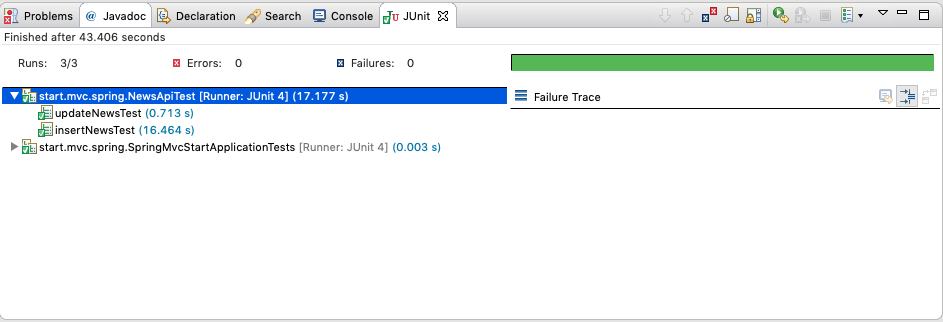 Problems @ Javadoc Declaration Search Console JUnit
Finished after 43.406 seconds
Runs: 3/3 Errors: 0 Failures: 0
start.mvc.spring.NewsApiTest [Runner: JUnit 4] (17.177 s)
Failure Trace
updateNewsTest (0.713 s)
insertNewsTest (16.464 s)
start.mvc.spring.SpringMvcStartApplicationTests [Runner: JUnit 4] (0.003 s)